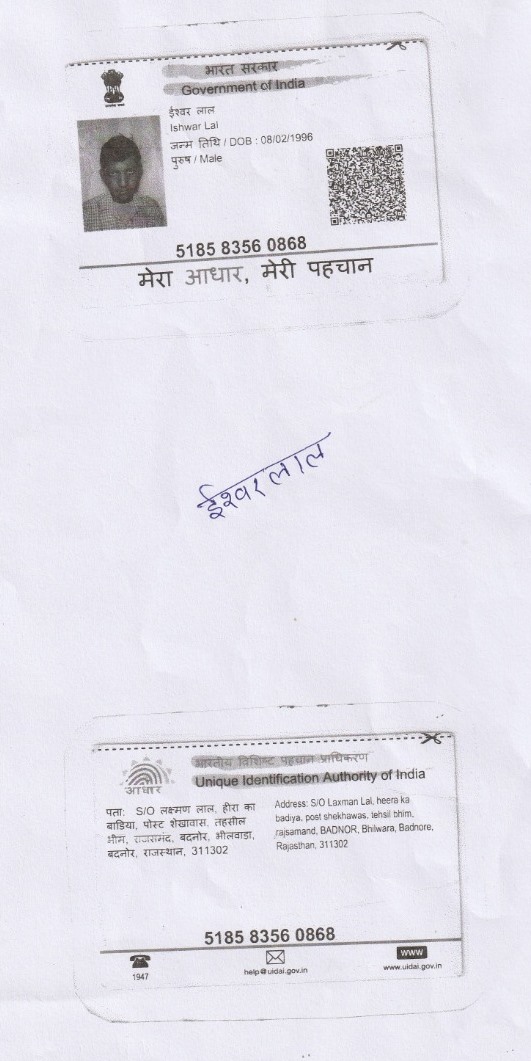 भारत सरकार
Government of India
ईश्वर लाल
Ishwar Lal
जन्म तिथि / DOB : 08/02/1996
पुरुष / Male
5185 8356 0868
मेरा आधार, मेरी पहचान
ईश्वर लाल
भारतीय विशिष्ट पहचान प्राधिकरण
Unique Identification Authority of India
आधार
पता: S/O लक्ष्मण लाल, हीरा का
बाडिया, पोस्ट शेखावास, तहसील
भीम, राजसमंद, बदनोर, भीलवाड़ा,
बदनोर, राजस्थान, 311302
Address: S/O Laxman Lal, heera ka
badiya, post shekhawas, tehsil bhim,
rajsamand, BADNOR, Bhilwara, Badnore,
Rajasthan, 311302
5185 8356 0868
1947
help@uidai.gov.in
www
www.uidai.gov.in